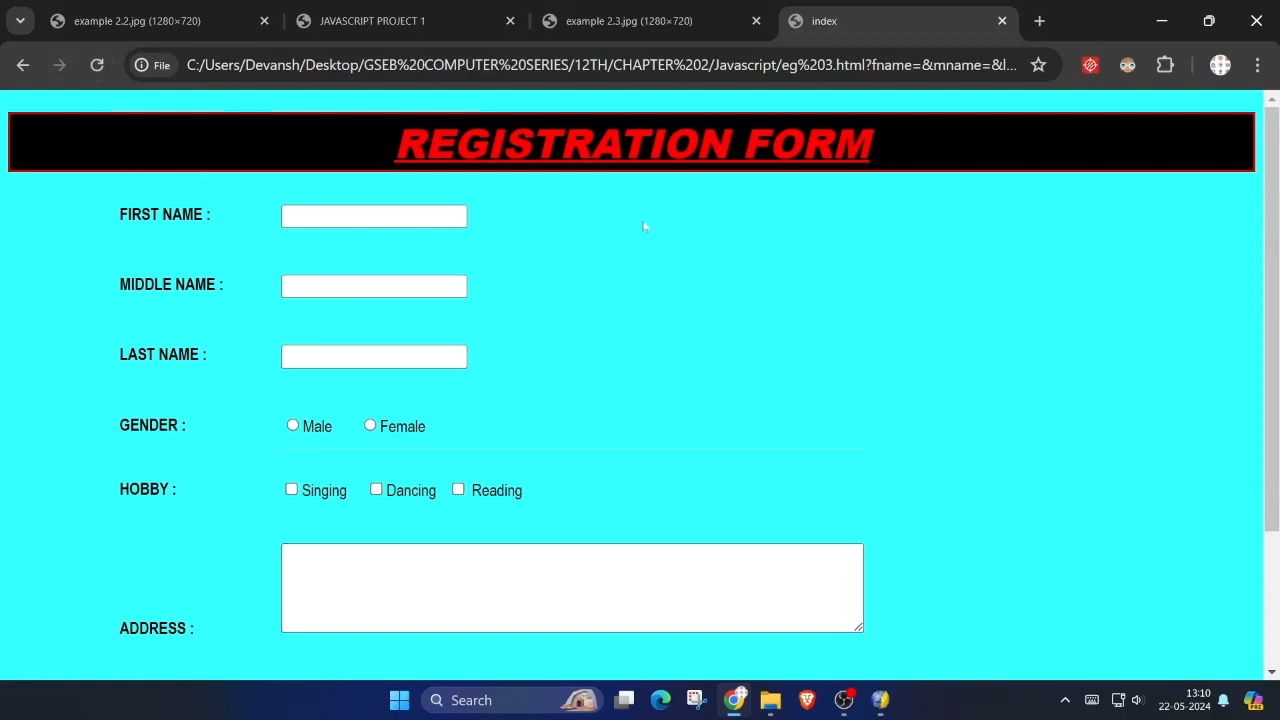 example 2.2.jpg (1280×720)
JAVASCRIPT PROJECT 1
example 2.3.jpg (1280×720)
index
File
C:/Users/Devansh/Desktop/GSEB%20COMPUTER%20SERIES/12TH/CHAPTER%202/Javascript/eg%203.html?fname=&mname=&l...
REGISTRATION FORM
FIRST NAME :
MIDDLE NAME :
LAST NAME :
GENDER : Male Female
HOBBY : Singing Dancing Reading
ADDRESS :
Search
13:10
22-05-2024